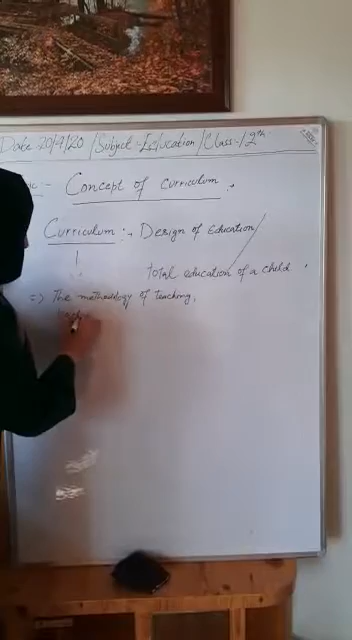 Date 20/9/20 /Subject:-Education/Class-12th
:- Concept of curriculum :
Curriculum :→ Design of Education/
total education of a child.
=> The methodology of teaching,